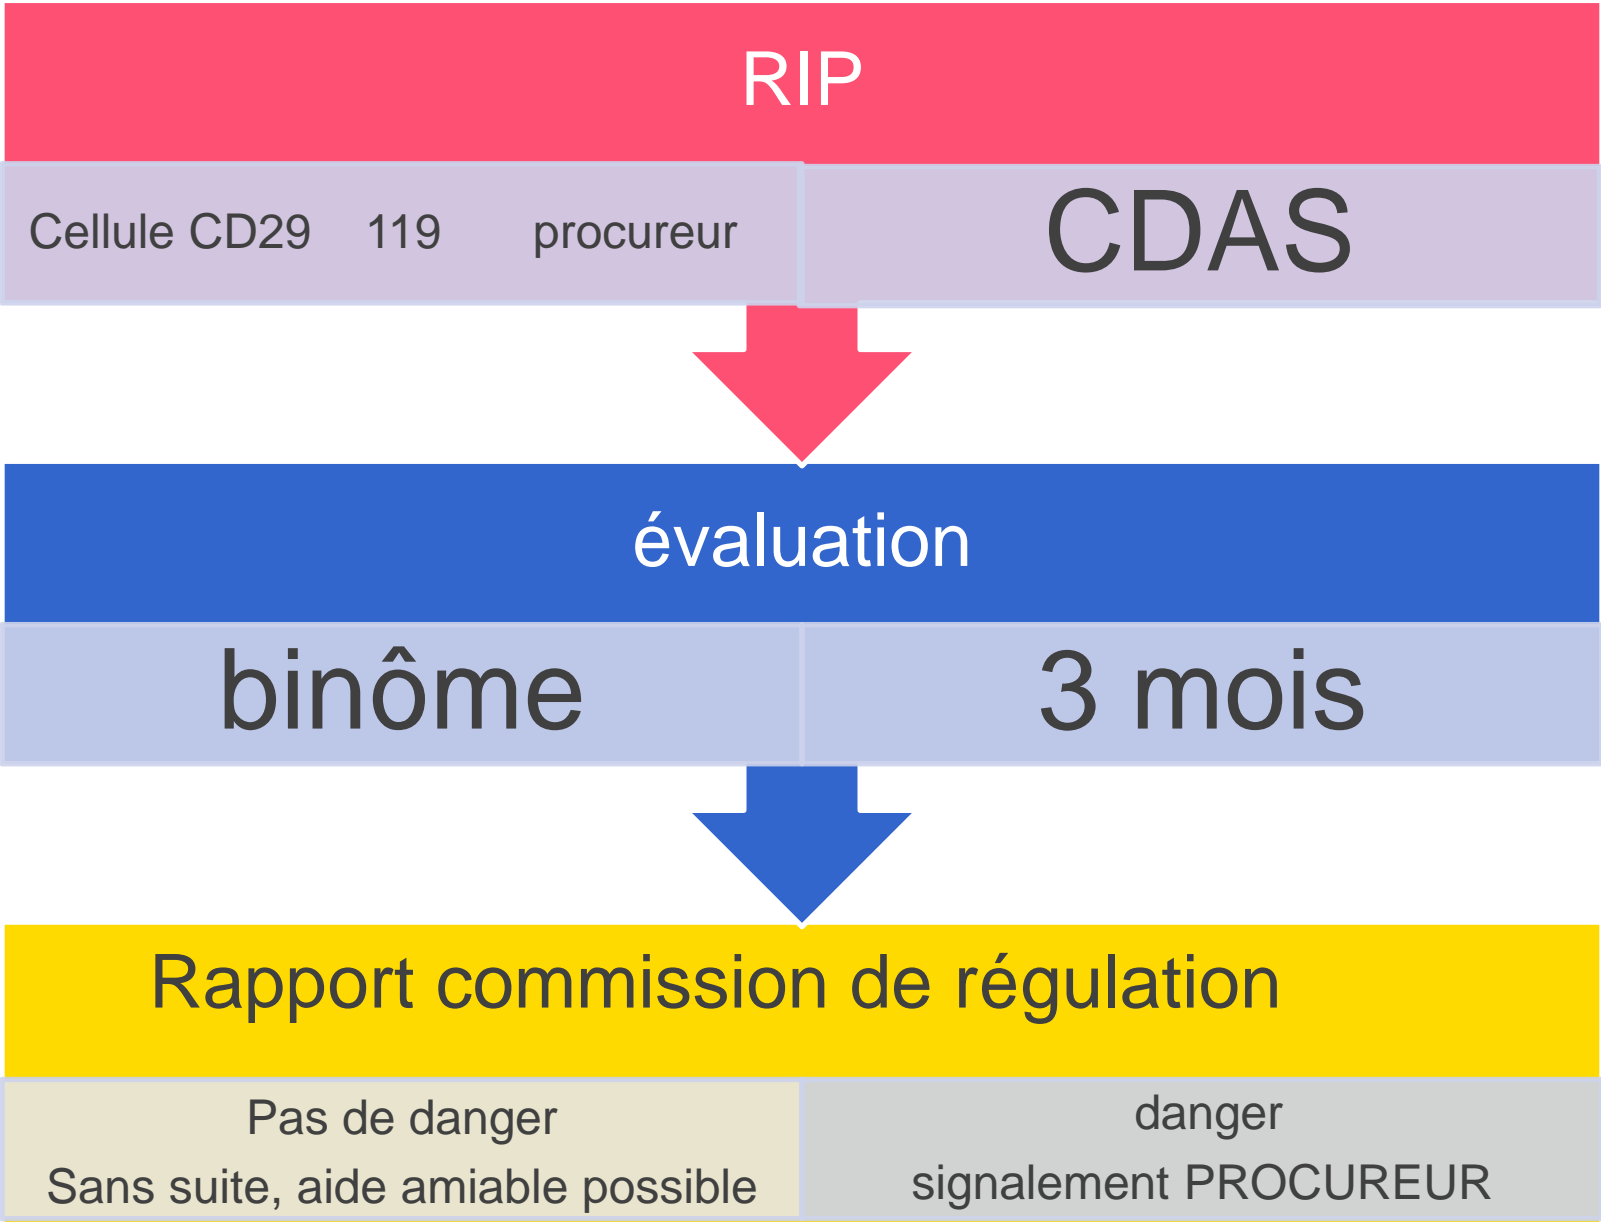 RIP
Cellule CD29 119 procureur
CDAS
évaluation
binôme
3 mois
Rapport commission de régulation
Pas de danger
Sans suite, aide amiable possible
danger
signalement PROCUREUR